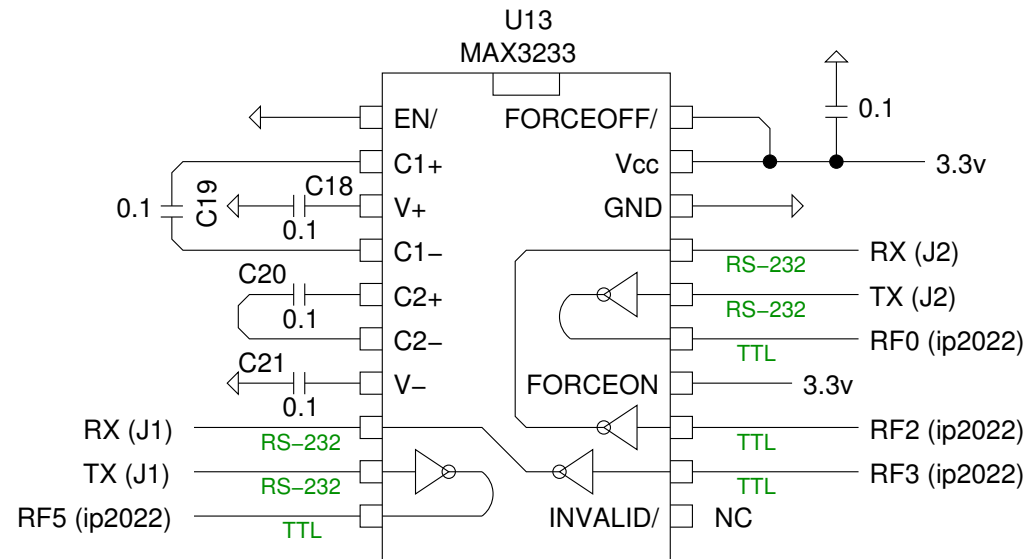 U13
MAX3233
EN/ FORCEOFF/ 0.1
C1+ Vcc 3.3v
0.1 C19 C18 V+ GND
0.1
C1− RX (J2)
RS−232
C20 C2+ TX (J2)
0.1 RS−232
C2− RF0 (ip2022)
TTL
C21 V− FORCEON 3.3v
0.1
RX (J1) RF2 (ip2022)
RS−232 TTL
TX (J1) RF3 (ip2022)
RS−232 TTL
RF5 (ip2022) INVALID/ NC
TTL